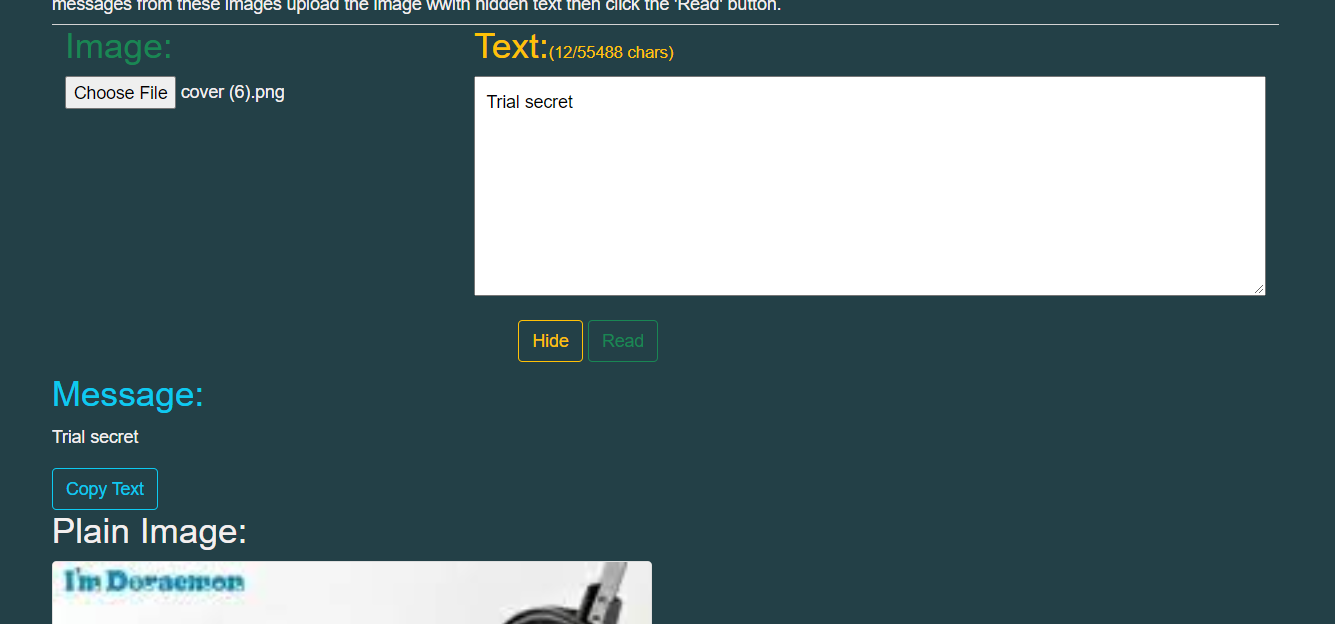 messages from these images upload the image wwith hidden text then click the 'Read' button.
Image:
Text:(12/55488 chars)
Choose File cover (6).png
Trial secret
Hide
Read
Message:
Trial secret
Copy Text
Plain Image:
I'm Doraemon